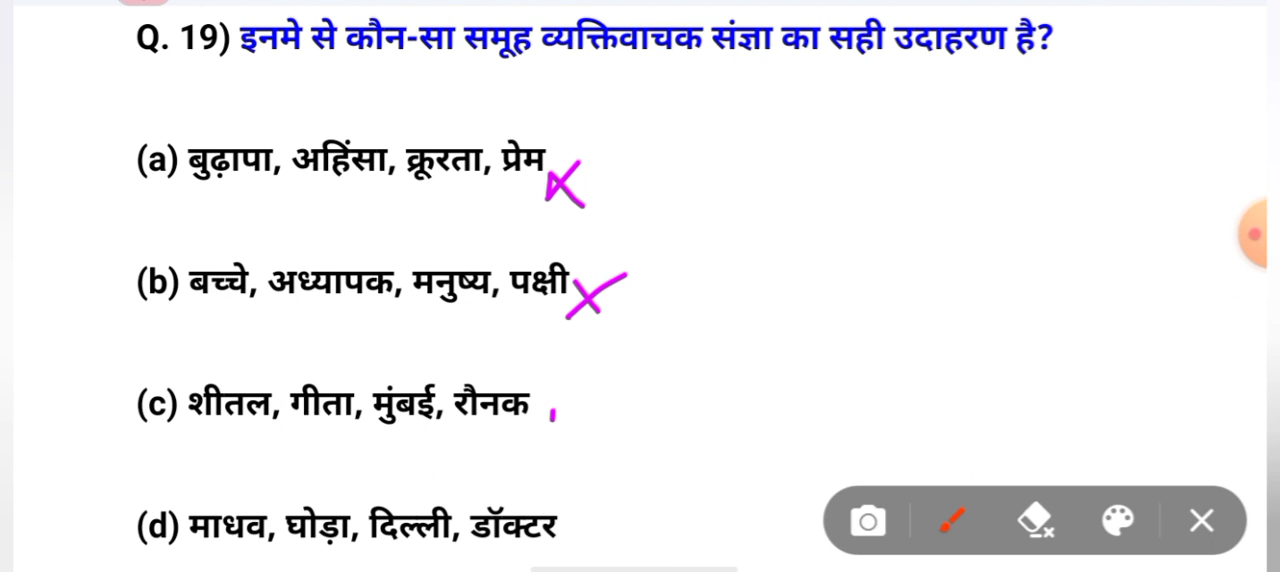 Q. 19) इनमे से कौन-सा समूह व्यक्तिवाचक संज्ञा का सही उदाहरण है?
(a) बुढ़ापा, अहिंसा, क्रूरता, प्रेम
(b) बच्चे, अध्यापक, मनुष्य, पक्षी
(c) शीतल, गीता, मुंबई, रौनक
(d) माधव, घोड़ा, दिल्ली, डॉक्टर